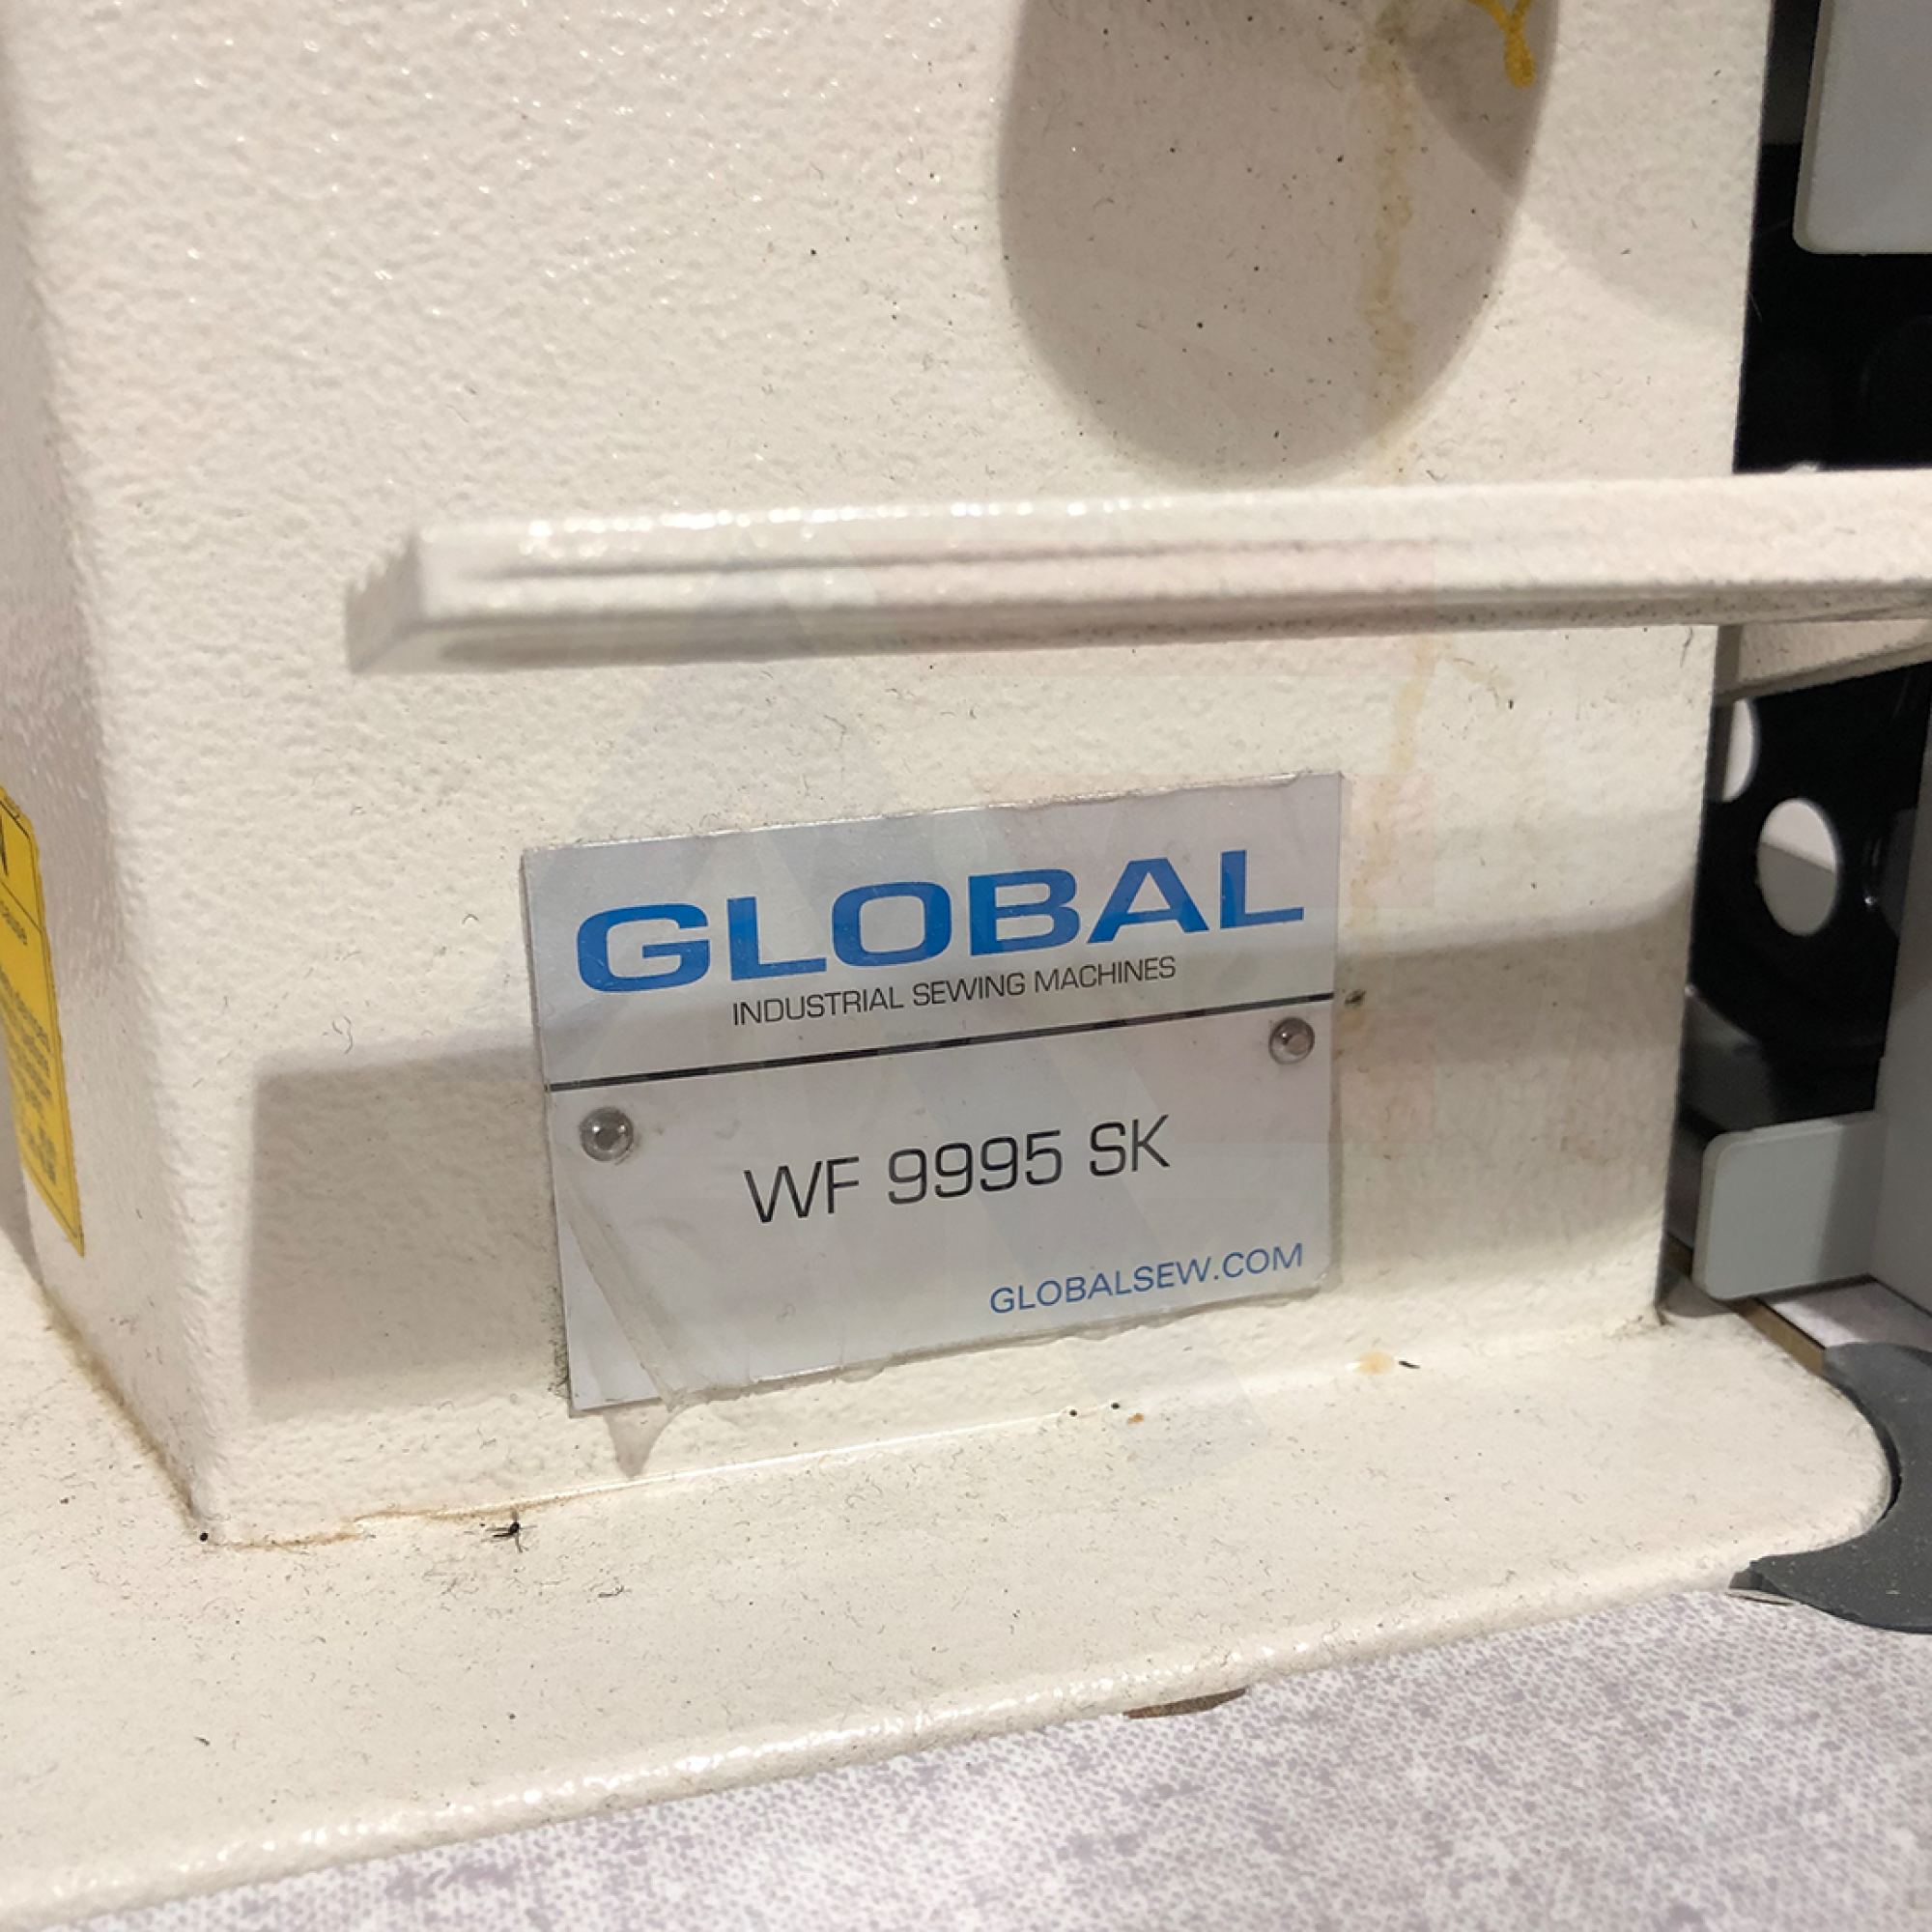 GLOBAL
INDUSTRIAL SEWING MACHINES
WF 9995 SK
GLOBALSEW.COM